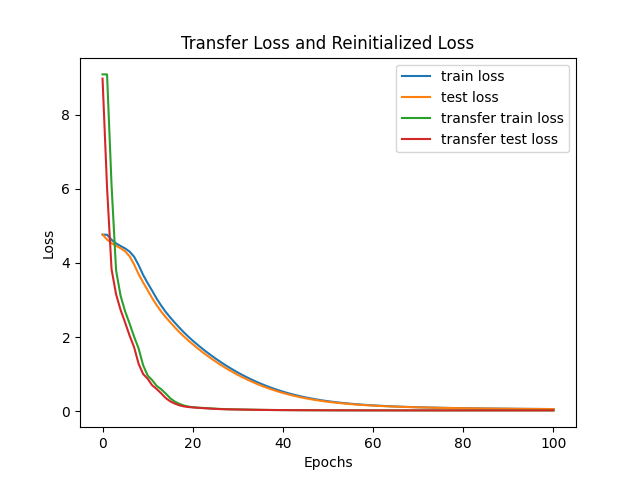 Transfer Loss and Reinitialized Loss
train loss
test loss
transfer train loss
transfer test loss
Loss
8
6
4
2
0
0 20 40 60 80 100
Epochs